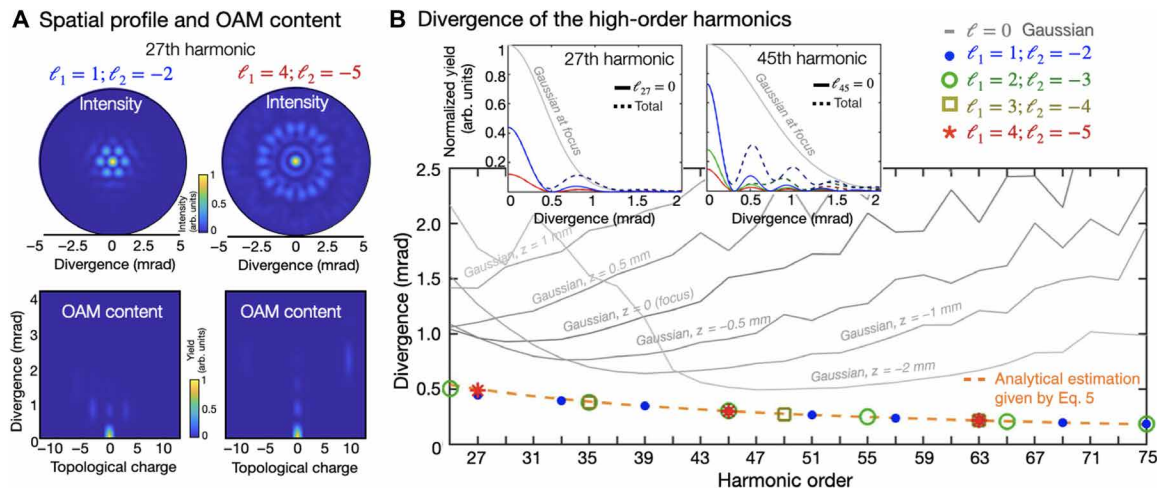 A Spatial profile and OAM content
27th harmonic
ℓ₁ = 1; ℓ₂ = −2
ℓ₁ = 4; ℓ₂ = −5
Intensity
Intensity
1
0.5
0
Intensity
(arb. units)
−5 −2.5 0 2.5 5
−5 −2.5 0 2.5 5
Divergence (mrad)
Divergence (mrad)
OAM content
OAM content
4
3
2
1
0
Divergence (mrad)
1
0.5
0
Yield
(arb. units)
−10 −5 0 5 10
−10 −5 0 5 10
Topological charge
Topological charge
B Divergence of the high-order harmonics
ℓ = 0 Gaussian
ℓ₁ = 1; ℓ₂ = −2
ℓ₁ = 2; ℓ₂ = −3
ℓ₁ = 3; ℓ₂ = −4
ℓ₁ = 4; ℓ₂ = −5
Normalized yield
(arb. units)
1
0.8
0.6
0.4
0.2
27th harmonic
ℓ₂₇ = 0
Total
Gaussian at focus
0 0.5 1 1.5 2
Divergence (mrad)
45th harmonic
ℓ₄₅ = 0
Total
Gaussian at focus
0 0.5 1 1.5 2
Divergence (mrad)
2.5
2.0
1.5
1.0
0.5
0
Divergence (mrad)
Gaussian, z = 1 mm
Gaussian, z = 0.5 mm
Gaussian, z = 0 (focus)
Gaussian, z = −0.5 mm
Gaussian, z = −1 mm
Gaussian, z = −2 mm
Analytical estimation
given by Eq. 5
27 33 39 45 51 57 63 69 75
Harmonic order